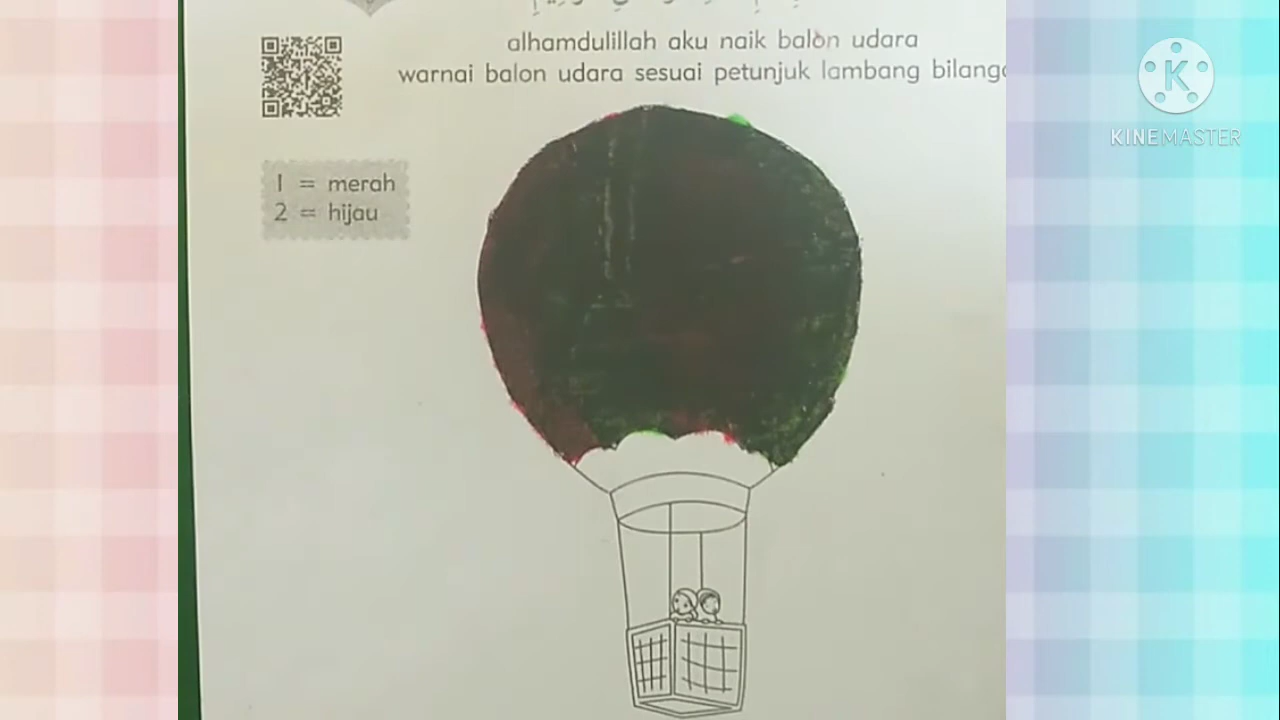 alhamdulillah aku naik balon udara
warnai balon udara sesuai petunjuk lambang
1 = merah
2 = hijau
K
KINEMASTER